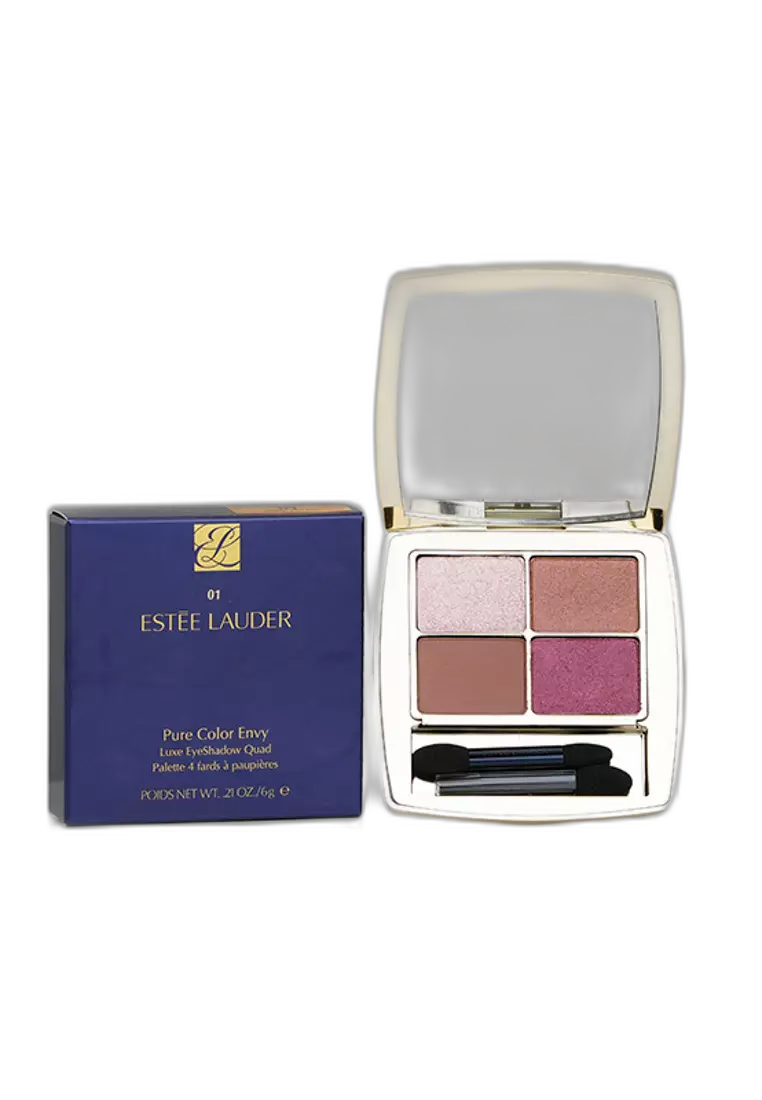 01
ESTĒE LAUDER
Pure Color Envy
Luxe EyeShadow Quad
Palette 4 fards à paupières
POIDS NET WT. .21 OZ./6g ℮